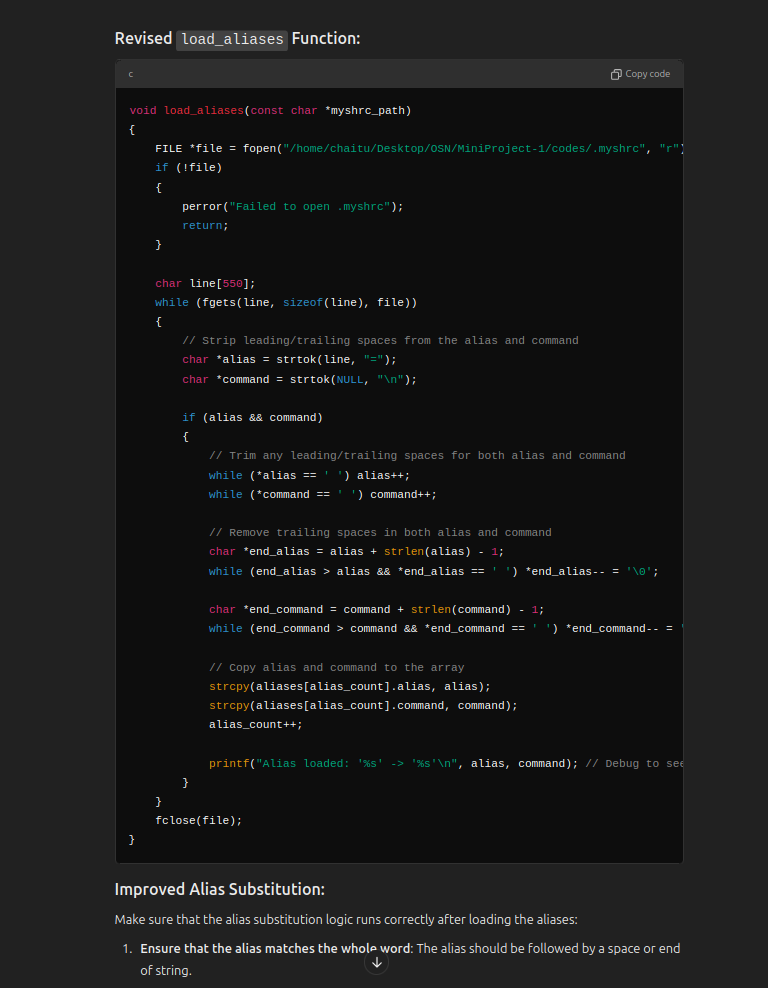 Revised load_aliases Function:
c
Copy code
void load_aliases(const char *myshrc_path)
{
    FILE *file = fopen("/home/chaitu/Desktop/OSN/MiniProject-1/codes/.myshrc", "r")
    if (!file)
    {
        perror("Failed to open .myshrc");
        return;
    }

    char line[550];
    while (fgets(line, sizeof(line), file))
    {
        // Strip leading/trailing spaces from the alias and command
        char *alias = strtok(line, "=");
        char *command = strtok(NULL, "\n");

        if (alias && command)
        {
            // Trim any leading/trailing spaces for both alias and command
            while (*alias == ' ') alias++;
            while (*command == ' ') command++;

            // Remove trailing spaces in both alias and command
            char *end_alias = alias + strlen(alias) - 1;
            while (end_alias > alias && *end_alias == ' ') *end_alias-- = '\0';

            char *end_command = command + strlen(command) - 1;
            while (end_command > command && *end_command == ' ') *end_command-- = '

            // Copy alias and command to the array
            strcpy(aliases[alias_count].alias, alias);
            strcpy(aliases[alias_count].command, command);
            alias_count++;

            printf("Alias loaded: '%s' -> '%s'\n", alias, command); // Debug to see
        }
    }
    fclose(file);
}
Improved Alias Substitution:
Make sure that the alias substitution logic runs correctly after loading the aliases:
1. Ensure that the alias matches the whole word: The alias should be followed by a space or end
of string.